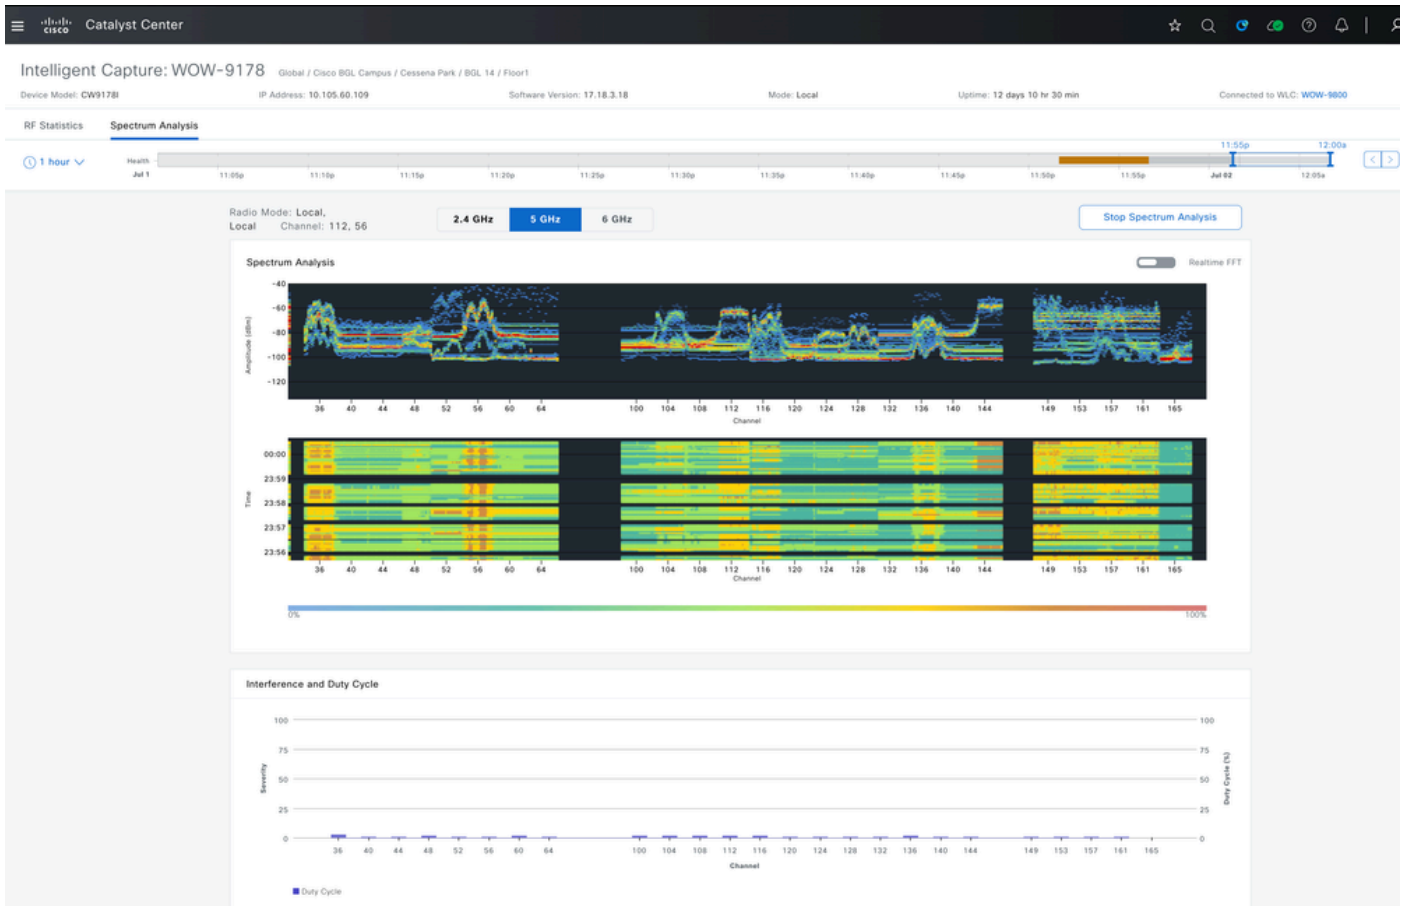 CISCO Catalyst Center
Intelligent Capture: WOW-9178 Global / Cisco BGL Campus / Cessena Park / BGL 14 / Floor1
Device Model: CW9178I IP Address: 10.105.60.109 Software Version: 17.18.3.18 Mode: Local Uptime: 12 days 10 hr 30 min Connected to WLC: WOW-9800
RF Statistics Spectrum Analysis
11:55p 12:00a
1 hour Health
Jul 1 11:05p 11:10p 11:15p 11:20p 11:25p 11:30p 11:35p 11:40p 11:45p 11:50p 11:55p Jul 02 12:05a
Radio Mode: Local,
Local Channel: 112, 56
2.4 GHz 5 GHz 6 GHz
Stop Spectrum Analysis
Spectrum Analysis Realtime FFT
Amplitude [dBm]
-40
-60
-80
-100
-120
36 40 44 48 52 56 60 64 100 104 108 112 116 120 124 128 132 136 140 144 149 153 157 161 165
Channel
Time
00:00
23:59
23:58
23:57
23:56
36 40 44 48 52 56 60 64 100 104 108 112 116 120 124 128 132 136 140 144 149 153 157 161 165
Channel
0% 100%
Interference and Duty Cycle
Severity
100 100
75 75
50 50
25 25
0 0
Duty Cycle (%)
36 40 44 48 52 56 60 64 100 104 108 112 116 120 124 128 132 136 140 144 149 153 157 161 165
Channel
Duty Cycle